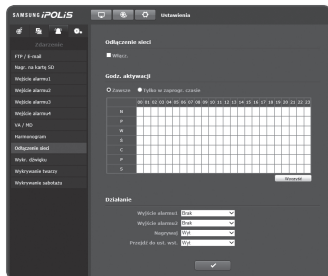 SAMSUNG iPOLiS
Ustawienia
Zdarzenie
FTP / E-mail
Nagr. na kartę SD
Wejście alarmu1
Wejście alarmu2
Wejście alarmu3
Wejście alarmu4
VA / MD
Harmonogram
Odłączenie sieci
Wykr. dźwięku
Wykrywanie twarzy
Wykrywanie sabotażu
Odłączenie sieci
Włącz.
Godz. aktywacji
Zawsze Tylko w zaprogr. czasie
00 01 02 03 04 05 06 07 08 09 10 11 12 13 14 15 16 17 18 19 20 21 22 23
N
P
W
S
C
P
S
Wyczyść
Działanie
Wyjście alarmu1 Brak
Wyjście alarmu2 Brak
Nagrywaj Wył
Przejdź do ust. wst. Wył